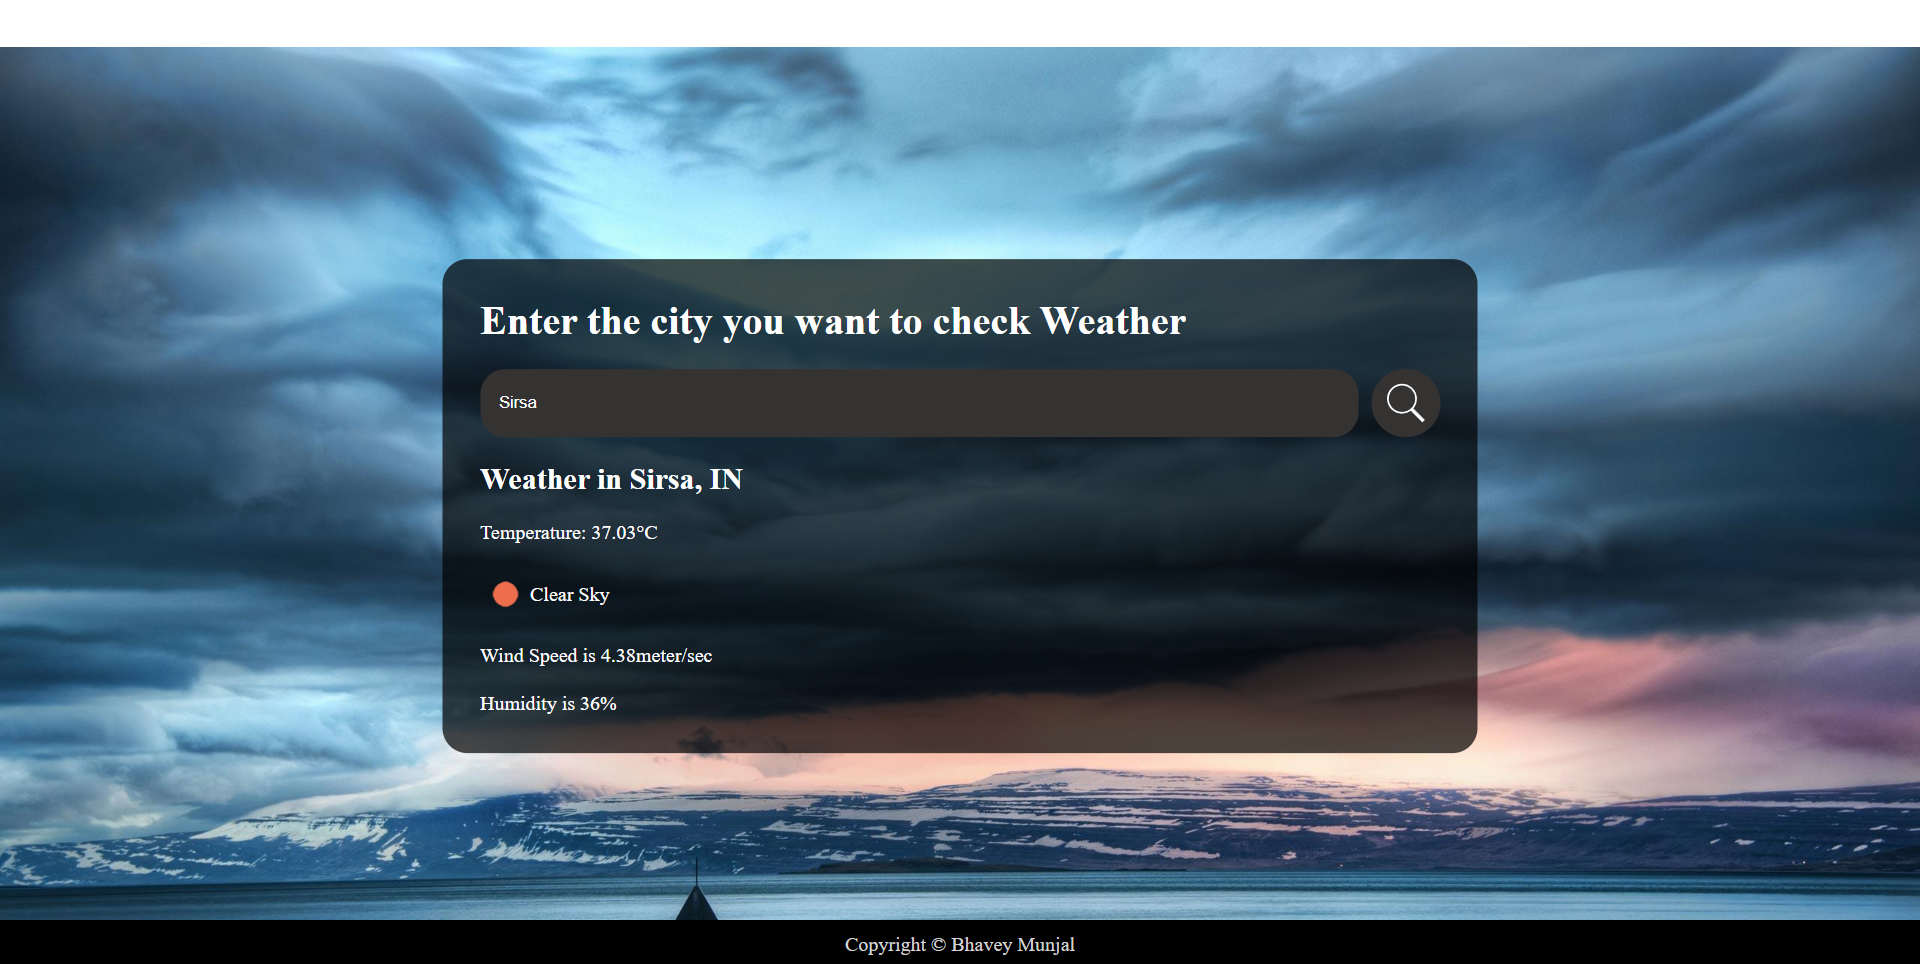 Enter the city you want to check Weather
Sirsa
Weather in Sirsa, IN
Temperature: 37.03°C
Clear Sky
Wind Speed is 4.38meter/sec
Humidity is 36%
Copyright © Bhavey Munjal